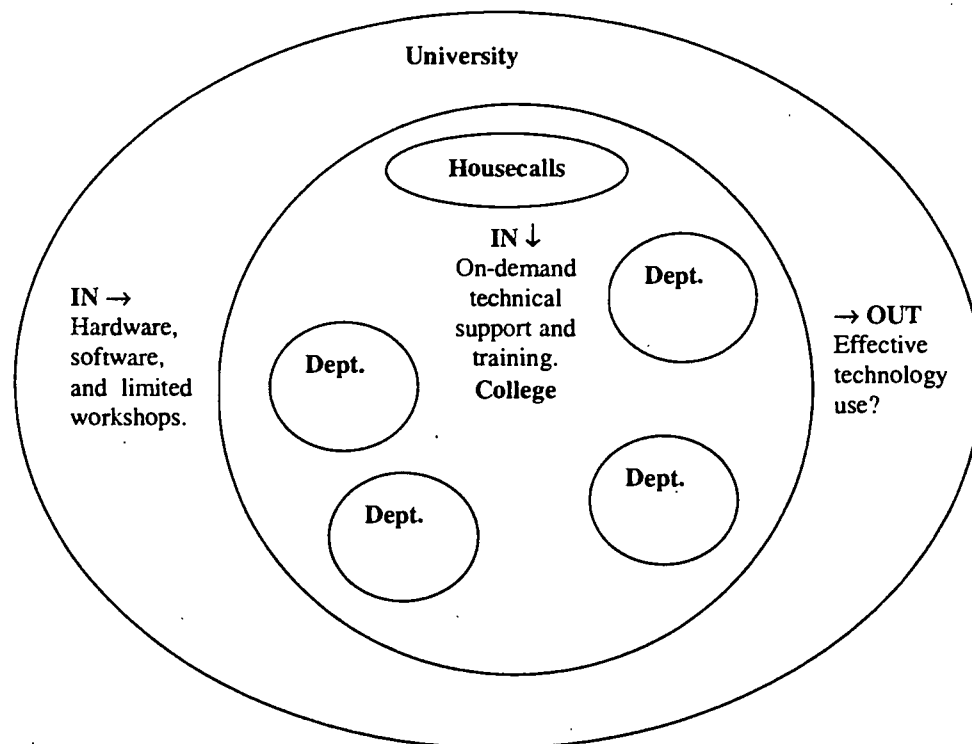 University
Housecalls
IN ↓
On-demand
technical
support and
training.
College
Dept.
IN →
Hardware,
software,
and limited
workshops.
→ OUT
Effective
technology
use?
Dept.
Dept.
Dept.